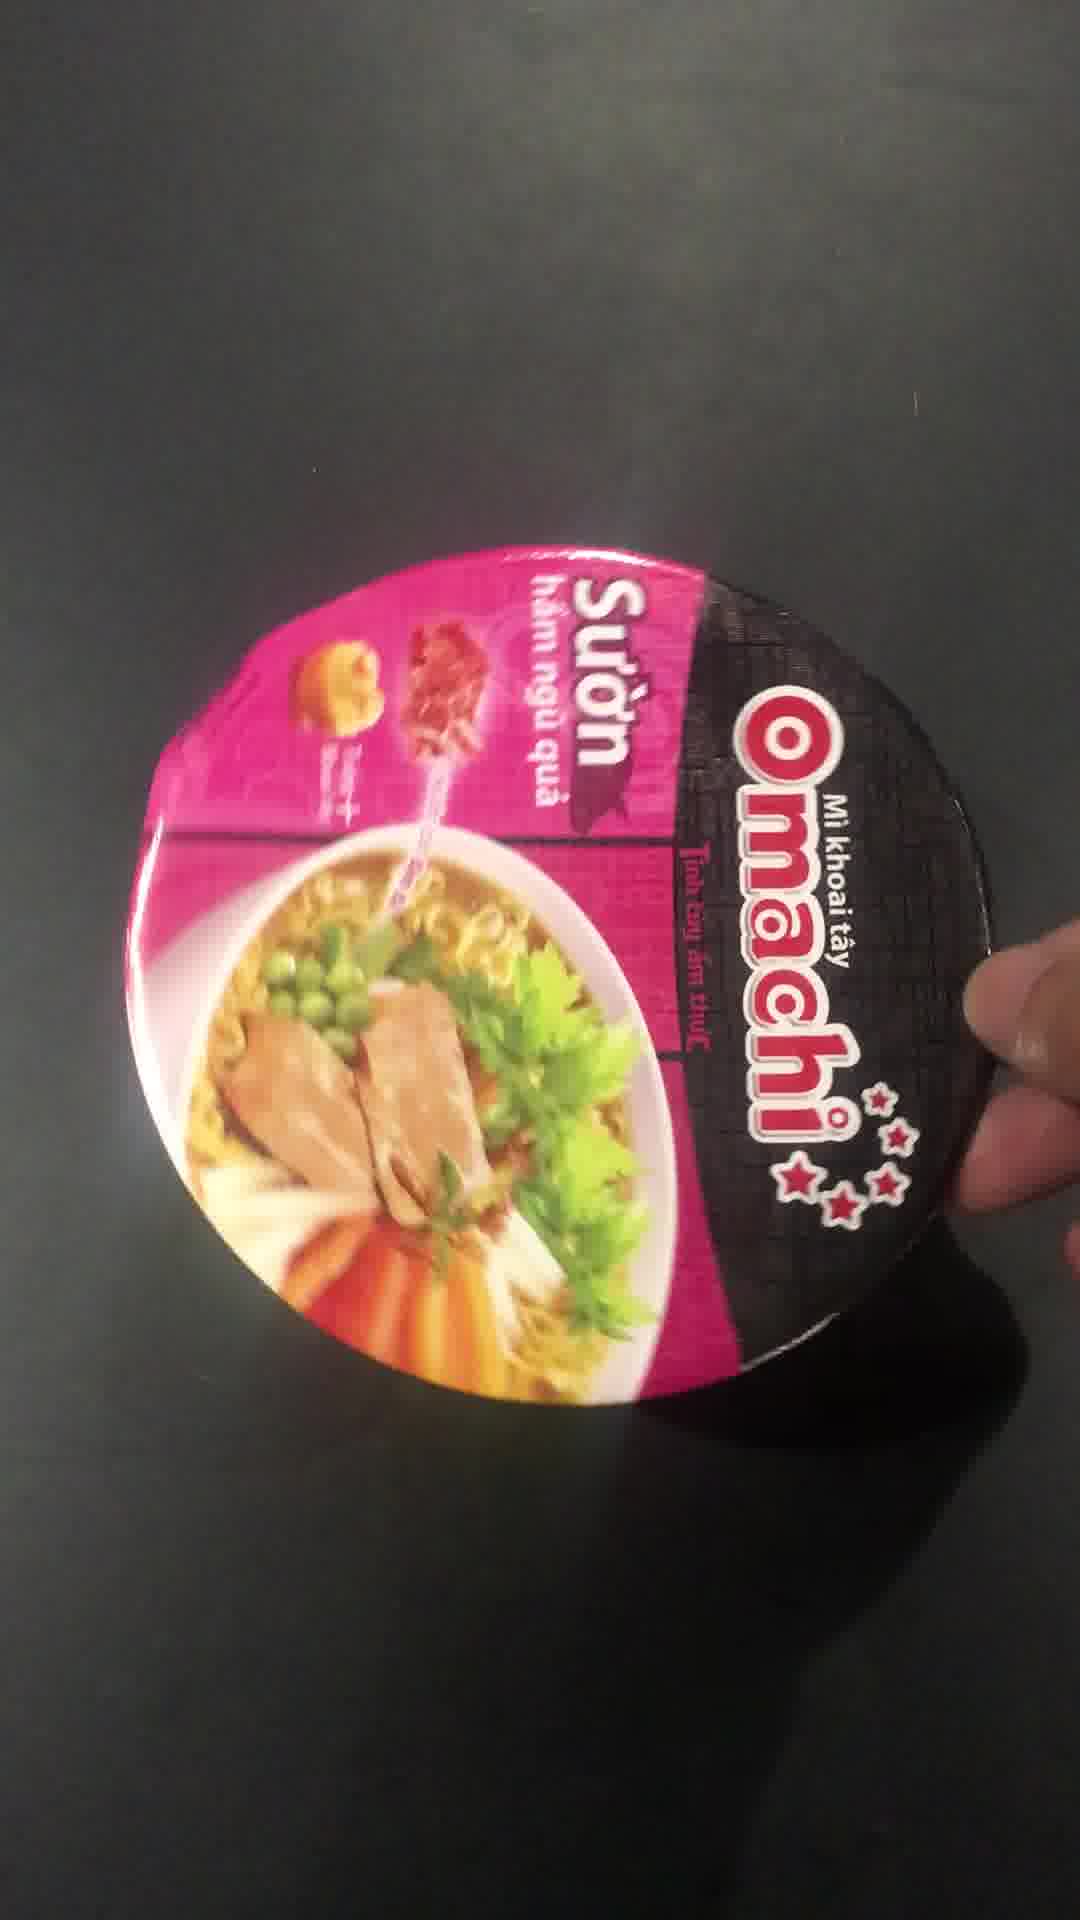 Mì khoai tây
Omachi
Tinh túy ẩm thực
Sườn
hầm ngũ quả